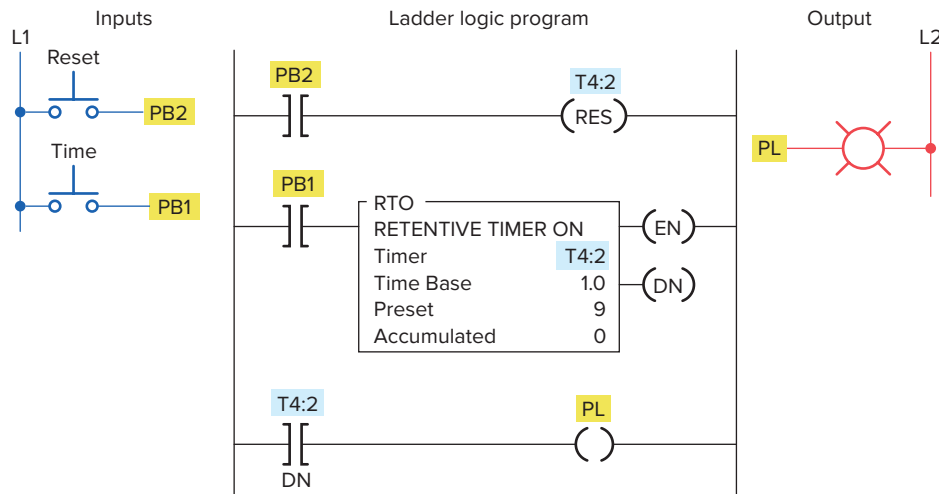 Inputs
Ladder logic program
Output
L1
L2
Reset
PB2
Time
PB1
PB2
T4:2
RES
PB1
RTO
RETENTIVE TIMER ON
Timer T4:2
Time Base 1.0
Preset 9
Accumulated 0
EN
DN
T4:2
DN
PL
PL